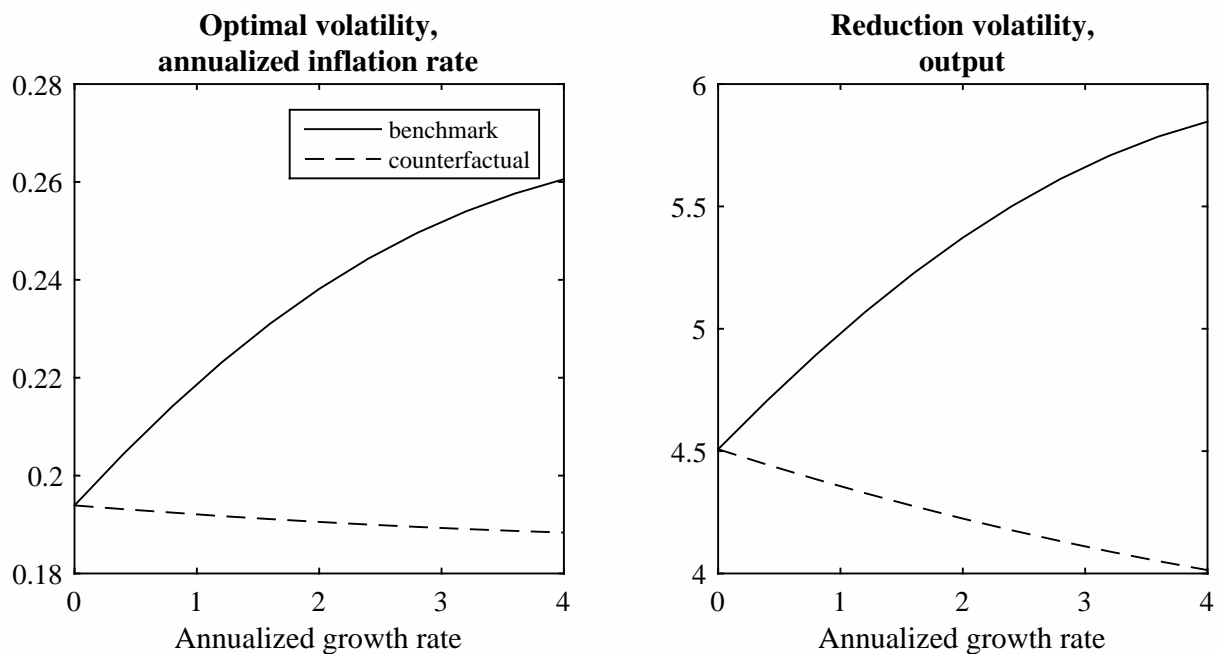 Optimal volatility,
annualized inflation rate
0.28
0.26
0.24
0.22
0.2
0.18
0 1 2 3 4
Annualized growth rate
benchmark
counterfactual
Reduction volatility,
output
6
5.5
5
4.5
4
0 1 2 3 4
Annualized growth rate